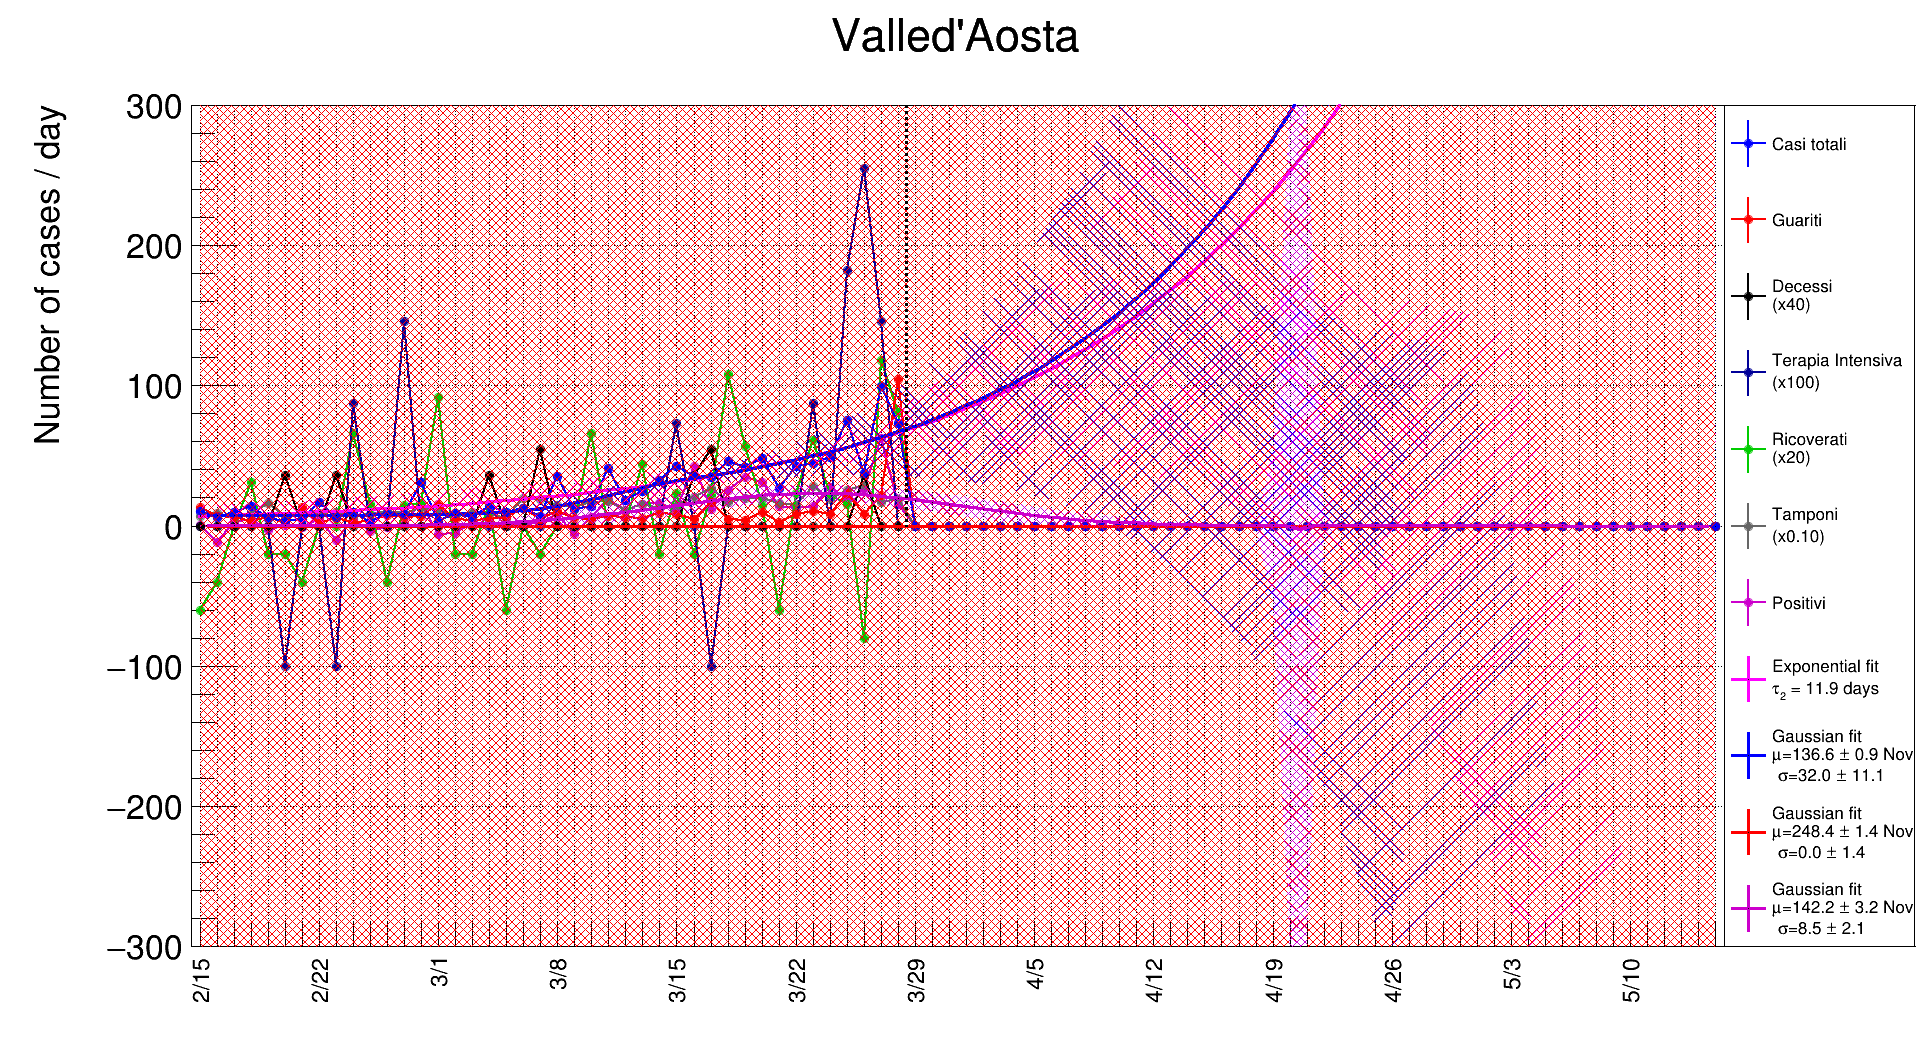 Valled'Aosta
Number of cases / day
300
200
100
0
−100
−200
−300
2/15
2/22
3/1
3/8
3/15
3/22
3/29
4/5
4/12
4/19
4/26
5/3
5/10
Casi totali
Guariti
Decessi
(x40)
Terapia Intensiva
(x100)
Ricoverati
(x20)
Tamponi
(x0.10)
Positivi
Exponential fit
τ2 = 11.9 days
Gaussian fit
μ=136.6 ± 0.9 Nov
σ=32.0 ± 11.1
Gaussian fit
μ=248.4 ± 1.4 Nov
σ=0.0 ± 1.4
Gaussian fit
μ=142.2 ± 3.2 Nov
σ=8.5 ± 2.1